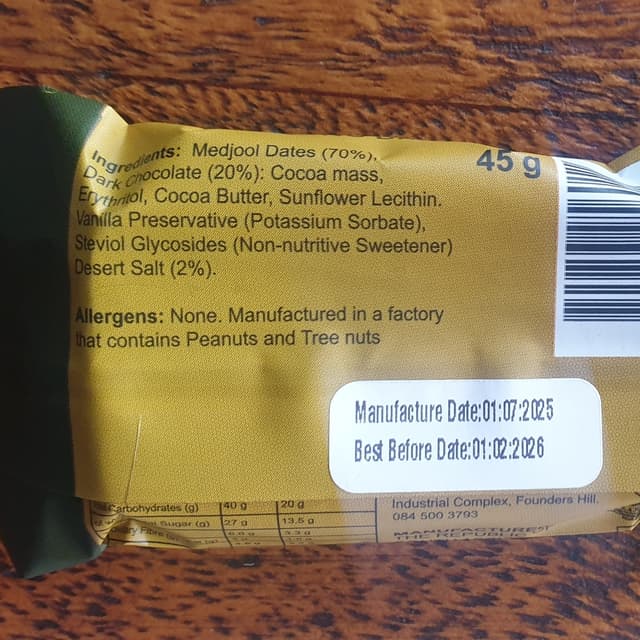 Ingredients: Medjool Dates (70%),
Dark Chocolate (20%): Cocoa mass,
Erythritol, Cocoa Butter, Sunflower Lecithin.
Vanilla Preservative (Potassium Sorbate),
Steviol Glycosides (Non-nutritive Sweetener)
Desert Salt (2%).
45 g
Allergens: None. Manufactured in a factory
that contains Peanuts and Tree nuts
Manufacture Date:01:07:2025
Best Before Date:01:02:2026
Carbohydrates (g) 40 g 20 g
Sugar (g) 27 g 13.5 g
Industrial Complex, Founders Hill.
084 500 3793
THE REPUBLIC